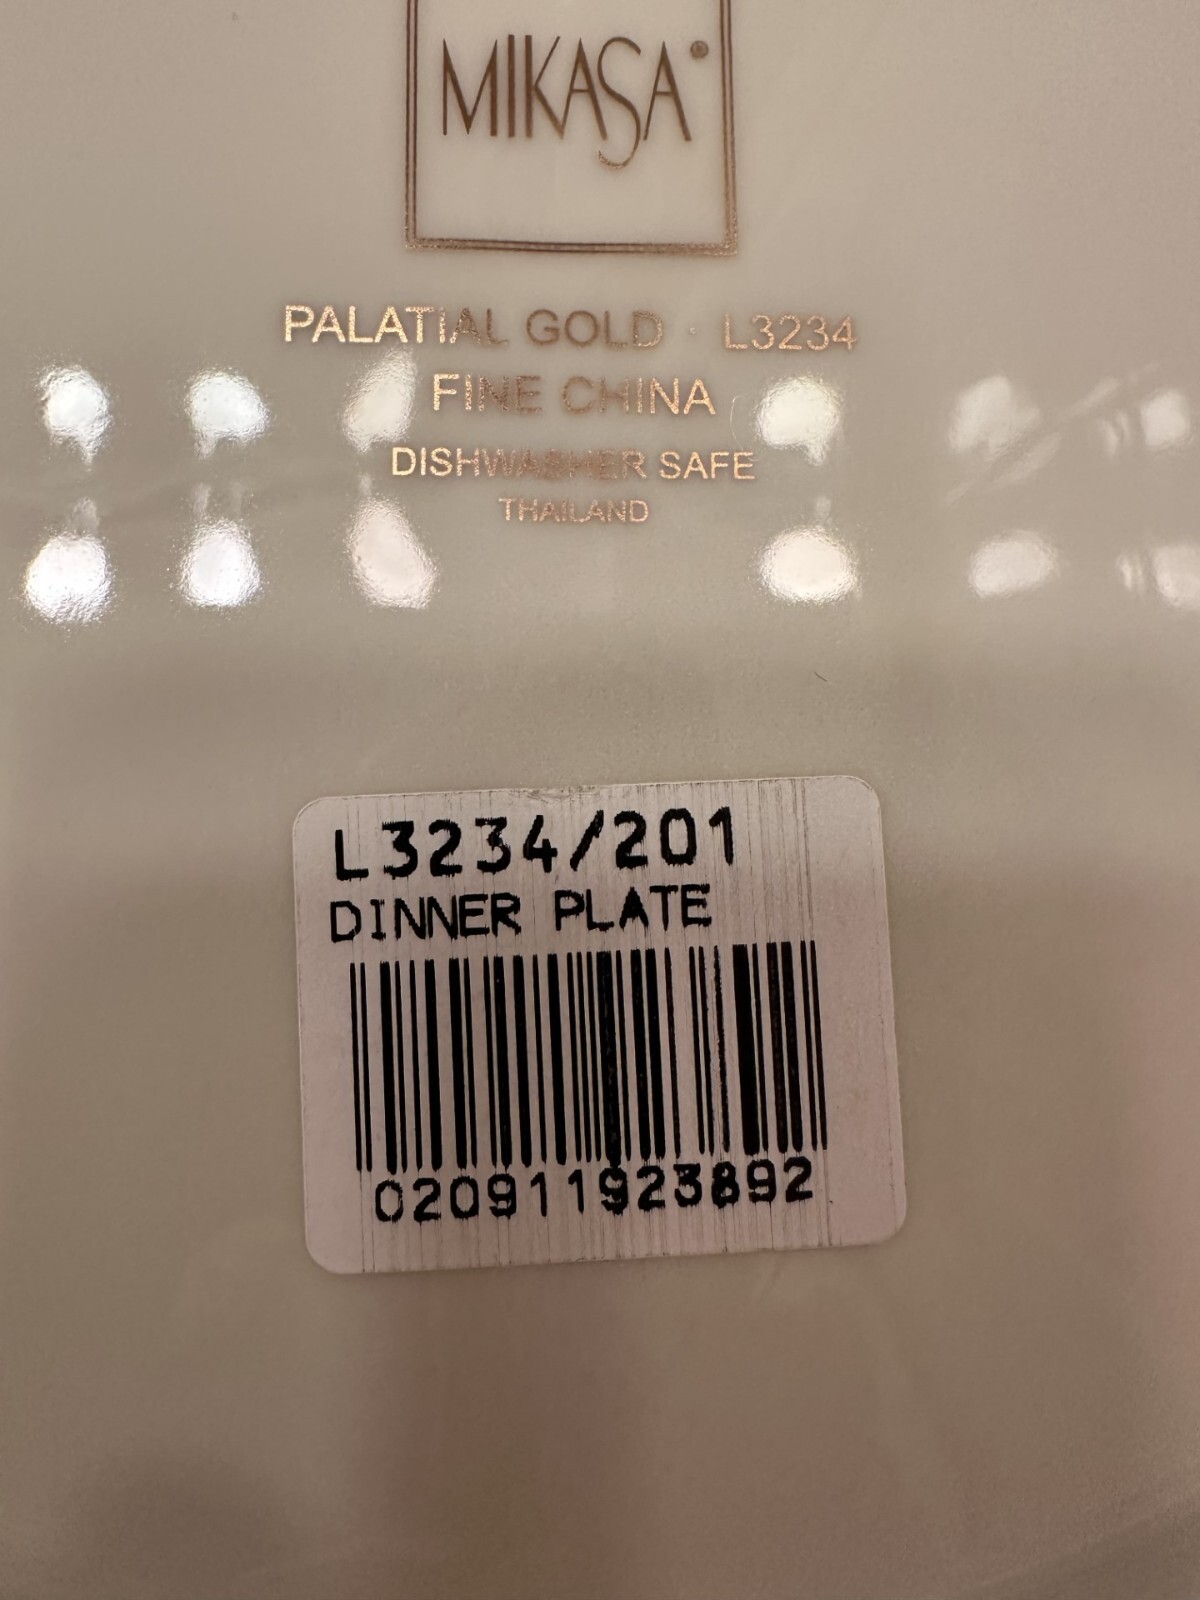 MIKASA®
PALATIAL GOLD · L3234
FINE CHINA
DISHWASHER SAFE
THAILAND
L3234/201
DINNER PLATE
020911923892